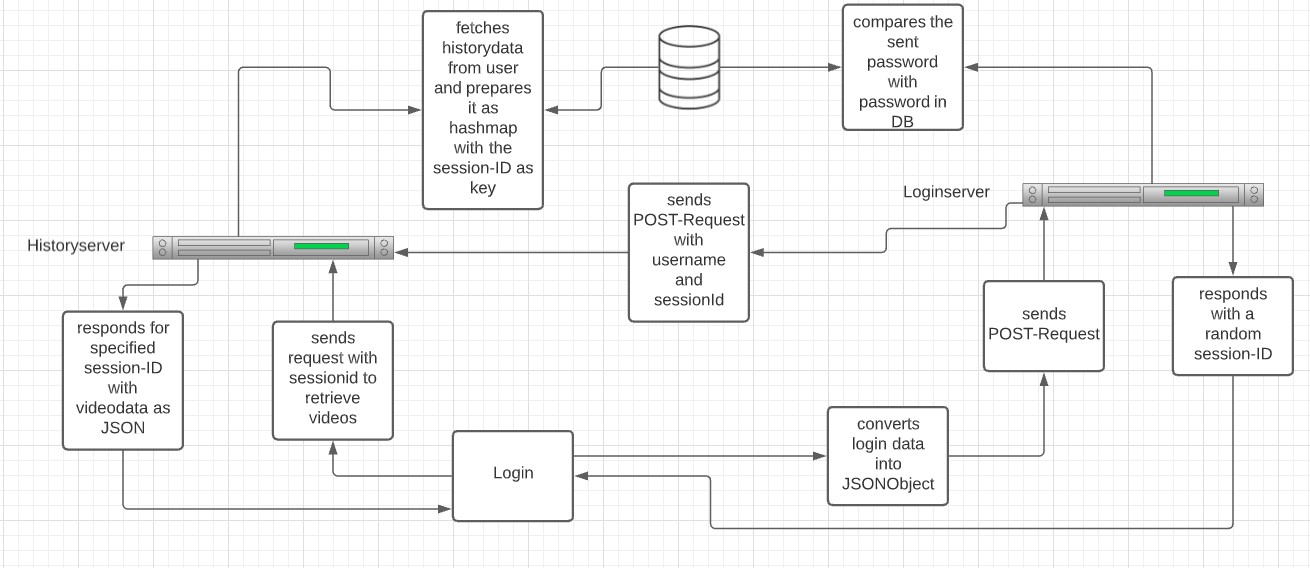 fetches
historydata
from user
and prepares
it as
hashmap
with the
session-ID as
key
compares the
sent
password
with
password in
DB
Loginserver
sends
POST-Request
with
username
and
sessionId
Historyserver
responds for
specified
session-ID
with
videodata as
JSON
sends
request with
sessionid to
retrieve
videos
sends
POST-Request
responds
with a
random
session-ID
Login
converts
login data
into
JSONObject